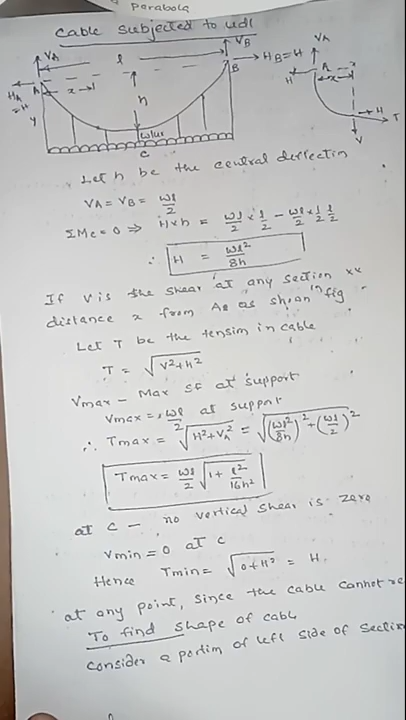 Parabola
Cable subjected to udl
VA
l
VB
HB = H
HA = H
A
x
h
B
y
w/ur
C
VA
H
A
x
x
H
T
V
Let h be the central deflectin
VA = VB = wl/2
ΣMc = 0 ⇒ H×h = wl/2 × l/2 − wl × 1/2 l/2
∴ H = wl²/8h
If V is the shear at any section xx
distance x from A as shown in fig
Let T be the tensim in cable
T = √V²+H²
Vmax - Max SF at support
Vmax = wl/2 at support
∴ Tmax = √H²+VA² = √(wl²/8h)² + (wl/2)²
Tmax = wl/2 √1 + l²/16h²
at C - no vertical shear is zero
Vmin = 0 at C
Hence Tmin = √0+H² = H
at any point, since the cable cannot re
To find shape of cable
Consider a portim of left side of Section